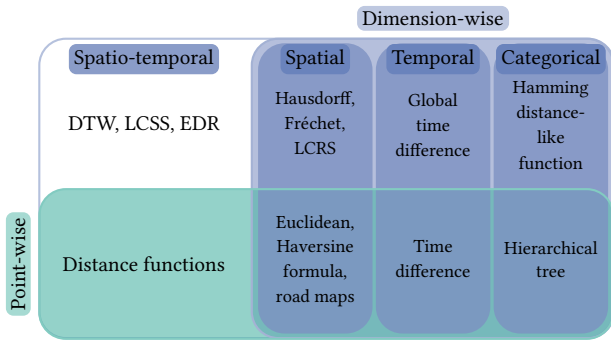 Dimension-wise
Spatio-temporal
Spatial
Temporal
Categorical
DTW, LCSS, EDR
Hausdorff,
Fréchet,
LCRS
Global
time
difference
Hamming
distance-
like
function
Point-wise
Distance functions
Euclidean,
Haversine
formula,
road maps
Time
difference
Hierarchical
tree